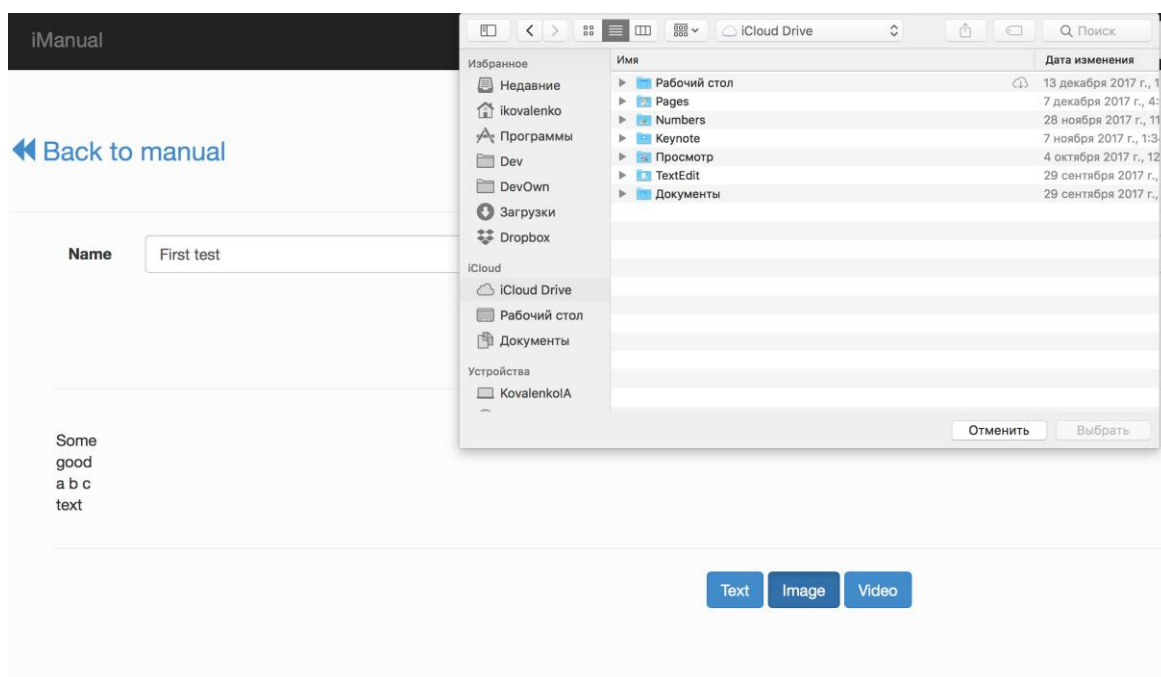 iManual
Back to manual
Name First test
Some
good
a b c
text
Text Image Video
iCloud Drive Поиск
Избранное
Недавние
ikovalenko
Программы
Dev
DevOwn
Загрузки
Dropbox
iCloud
iCloud Drive
Рабочий стол
Документы
Устройства
KovalenkoIA
Имя Дата изменения
Рабочий стол 13 декабря 2017 г., 1
Pages 7 декабря 2017 г., 4:
Numbers 28 ноября 2017 г., 11
Keynote 7 ноября 2017 г., 1:3
Просмотр 4 октября 2017 г., 12
TextEdit 29 сентября 2017 г.,
Документы 29 сентября 2017 г.,
Отменить Выбрать